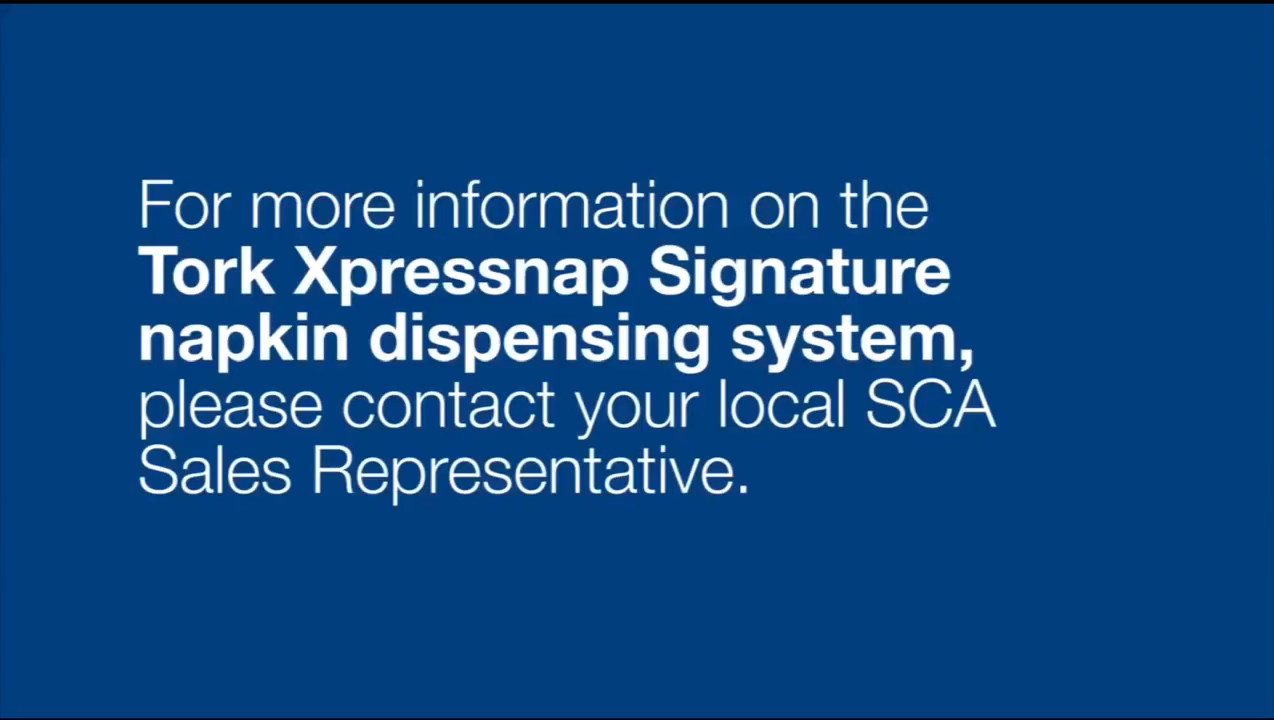 For more information on the
Tork Xpressnap Signature
napkin dispensing system,
please contact your local SCA
Sales Representative.